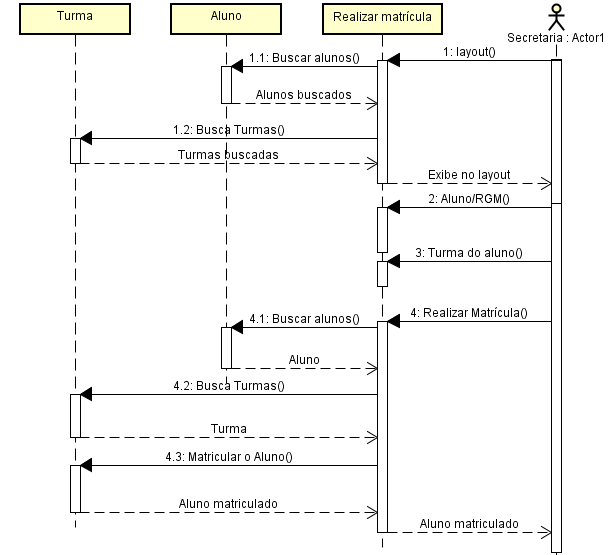 Turma
Aluno
Realizar matrícula
Secretaria : Actor1
1: layout()
1.1: Buscar alunos()
Alunos buscados
1.2: Busca Turmas()
Turmas buscadas
Exibe no layout
2: Aluno/RGM()
3: Turma do aluno()
4: Realizar Matrícula()
4.1: Buscar alunos()
Aluno
4.2: Busca Turmas()
Turma
4.3: Matricular o Aluno()
Aluno matriculado
Aluno matriculado